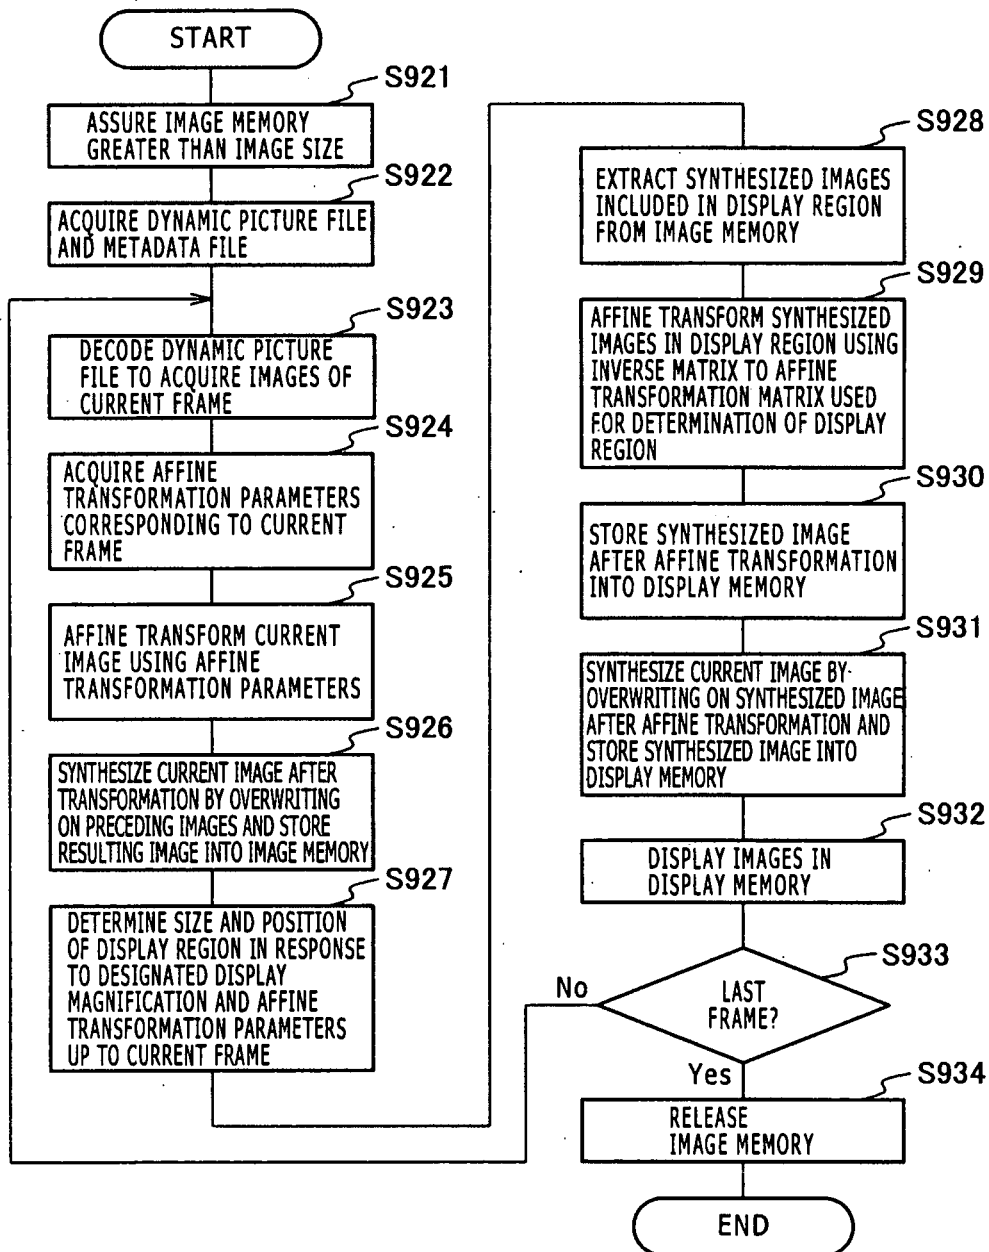 START
S921
ASSURE IMAGE MEMORY
GREATER THAN IMAGE SIZE
S922
ACQUIRE DYNAMIC PICTURE FILE
AND METADATA FILE
S923
DECODE DYNAMIC PICTURE
FILE TO ACQUIRE IMAGES OF
CURRENT FRAME
S924
ACQUIRE AFFINE
TRANSFORMATION PARAMETERS
CORRESPONDING TO CURRENT
FRAME
S925
AFFINE TRANSFORM CURRENT
IMAGE USING AFFINE
TRANSFORMATION PARAMETERS
S926
SYNTHESIZE CURRENT IMAGE AFTER
TRANSFORMATION BY OVERWRITING
ON PRECEDING IMAGES AND STORE
RESULTING IMAGE INTO IMAGE MEMORY
S927
DETERMINE SIZE AND POSITION
OF DISPLAY REGION IN RESPONSE
TO DESIGNATED DISPLAY
MAGNIFICATION AND AFFINE
TRANSFORMATION PARAMETERS
UP TO CURRENT FRAME
S928
EXTRACT SYNTHESIZED IMAGES
INCLUDED IN DISPLAY REGION
FROM IMAGE MEMORY
S929
AFFINE TRANSFORM SYNTHESIZED
IMAGES IN DISPLAY REGION USING
INVERSE MATRIX TO AFFINE
TRANSFORMATION MATRIX USED
FOR DETERMINATION OF DISPLAY
REGION
S930
STORE SYNTHESIZED IMAGE
AFTER AFFINE TRANSFORMATION
INTO DISPLAY MEMORY
S931
SYNTHESIZE CURRENT IMAGE BY
OVERWRITING ON SYNTHESIZED IMAGE
AFTER AFFINE TRANSFORMATION AND
STORE SYNTHESIZED IMAGE INTO
DISPLAY MEMORY
S932
DISPLAY IMAGES IN
DISPLAY MEMORY
S933
LAST
FRAME?
No
Yes
S934
RELEASE
IMAGE MEMORY
END